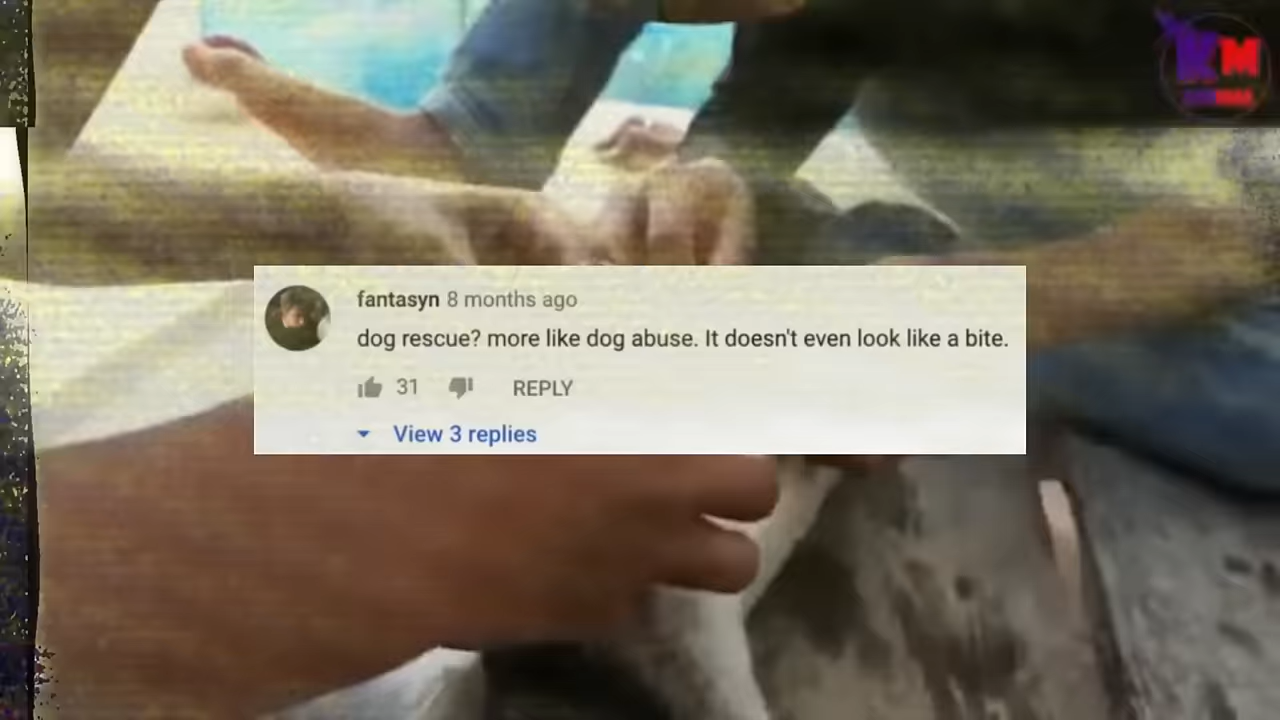 KM
fantasyn 8 months ago
dog rescue? more like dog abuse. It doesn't even look like a bite.
31
REPLY
View 3 replies